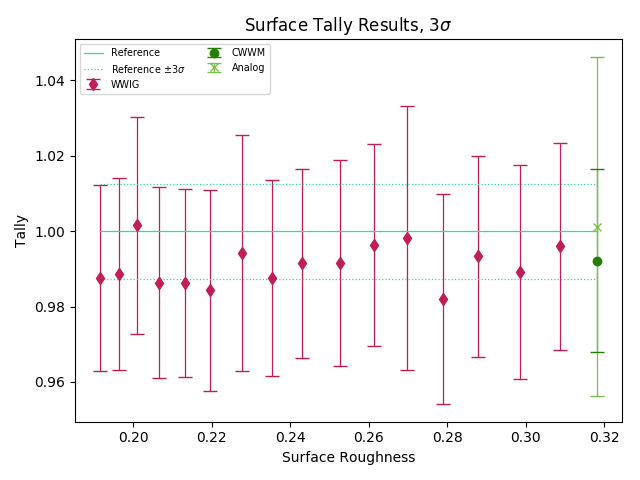 Surface Tally Results, 3σ
Reference
Reference ±3σ
WWIG
CWWM
Analog
Tally
1.04
1.02
1.00
0.98
0.96
0.20
0.22
0.24
0.26
0.28
0.30
0.32
Surface Roughness